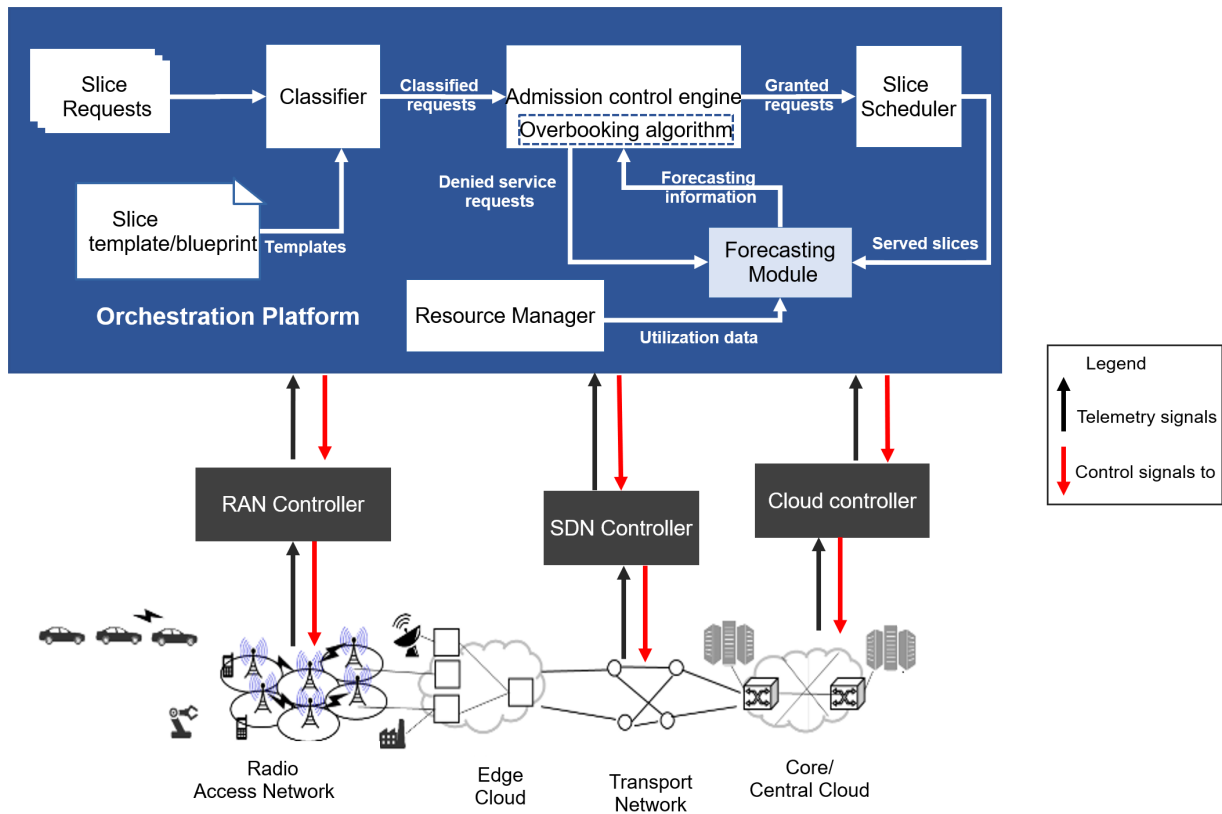 Slice
Requests
Classifier
Classified
requests
Admission control engine
Overbooking algorithm
Granted
requests
Slice
Scheduler
Slice
template/blueprint
Templates
Denied service
requests
Forecasting
information
Forecasting
Module
Served slices
Orchestration Platform
Resource Manager
Utilization data
Legend
Telemetry signals
Control signals to
RAN Controller
SDN Controller
Cloud controller
Radio
Access Network
Edge
Cloud
Transport
Network
Core/
Central Cloud